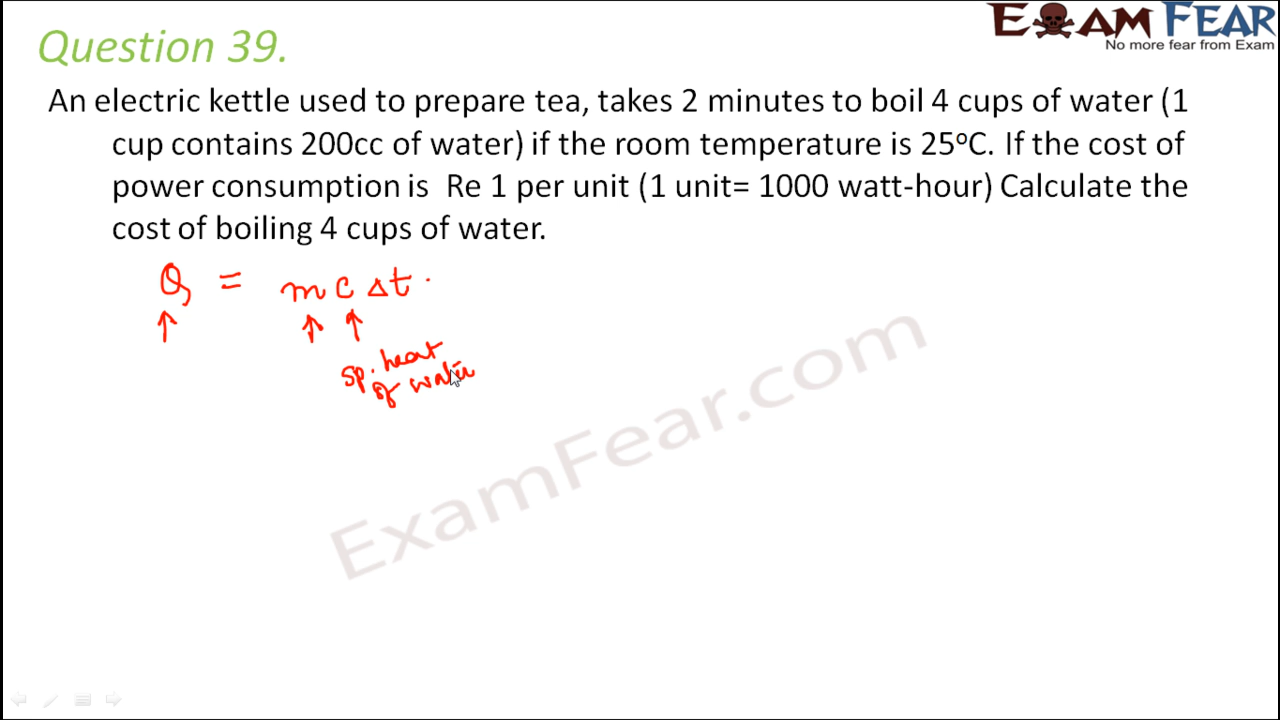 EXAM FEAR
No more fear from Exam
Question 39.
An electric kettle used to prepare tea, takes 2 minutes to boil 4 cups of water (1
cup contains 200cc of water) if the room temperature is 25°C. If the cost of
power consumption is Re 1 per unit (1 unit= 1000 watt-hour) Calculate the
cost of boiling 4 cups of water.
Q = m c Δt.
sp. heat
of water
ExamFear.com